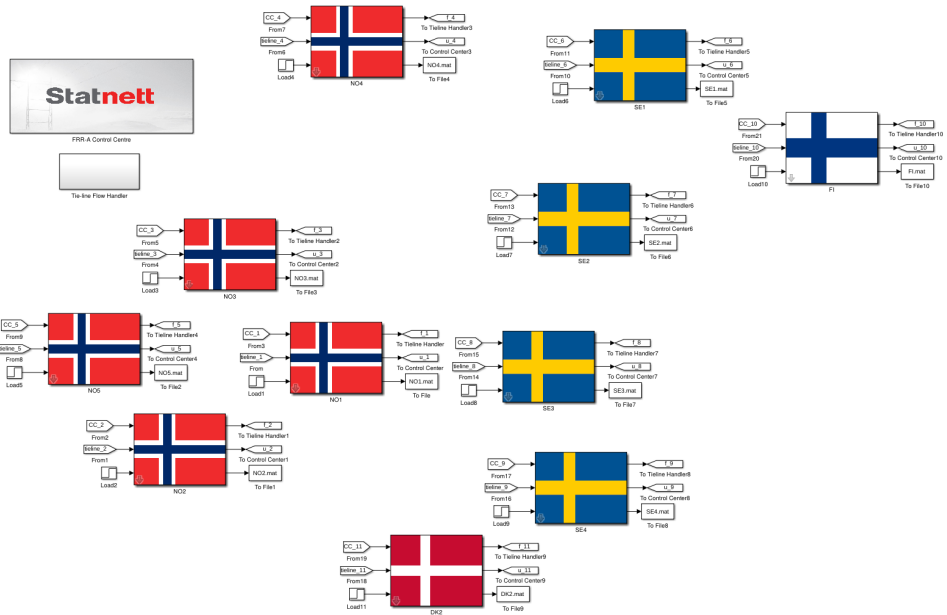 CC_4
f_4
From7
To Tieline Handler3
tieline_4
u_4
From6
To Control Center3
NO4.mat
Load4
To File4
NO4
CC_6
f_6
From11
To Tieline Handler5
tieline_6
u_6
From10
To Control Center5
SE1.mat
Load6
To File5
SE1
Statnett
FRR-A Control Centre
Tie-line Flow Handler
CC_10
f_10
From21
To Tieline Handler10
tieline_10
u_10
From20
To Control Center10
FI.mat
Load10
To File10
FI
CC_7
f_7
From13
To Tieline Handler6
tieline_7
u_7
From12
To Control Center6
SE2.mat
Load7
To File6
SE2
CC_3
f_3
From5
To Tieline Handler2
tieline_3
u_3
From4
To Control Center2
NO3.mat
Load3
To File3
NO3
CC_5
f_5
From9
To Tieline Handler4
tieline_5
u_5
From8
To Control Center4
NO5.mat
Load5
To File2
NO5
CC_1
f_1
From3
To Tieline Handler
tieline_1
u_1
From
To Control Center
NO1.mat
Load1
To File
NO1
CC_8
f_8
From15
To Tieline Handler7
tieline_8
u_8
From14
To Control Center7
SE3.mat
Load8
To File7
SE3
CC_2
f_2
From2
To Tieline Handler1
tieline_2
u_2
From1
To Control Center1
NO2.mat
Load2
To File1
NO2
CC_9
f_9
From17
To Tieline Handler8
tieline_9
u_9
From16
To Control Center8
SE4.mat
Load9
To File8
SE4
CC_11
f_11
From19
To Tieline Handler9
tieline_11
u_11
From18
To Control Center9
DK2.mat
Load11
To File9
DK2